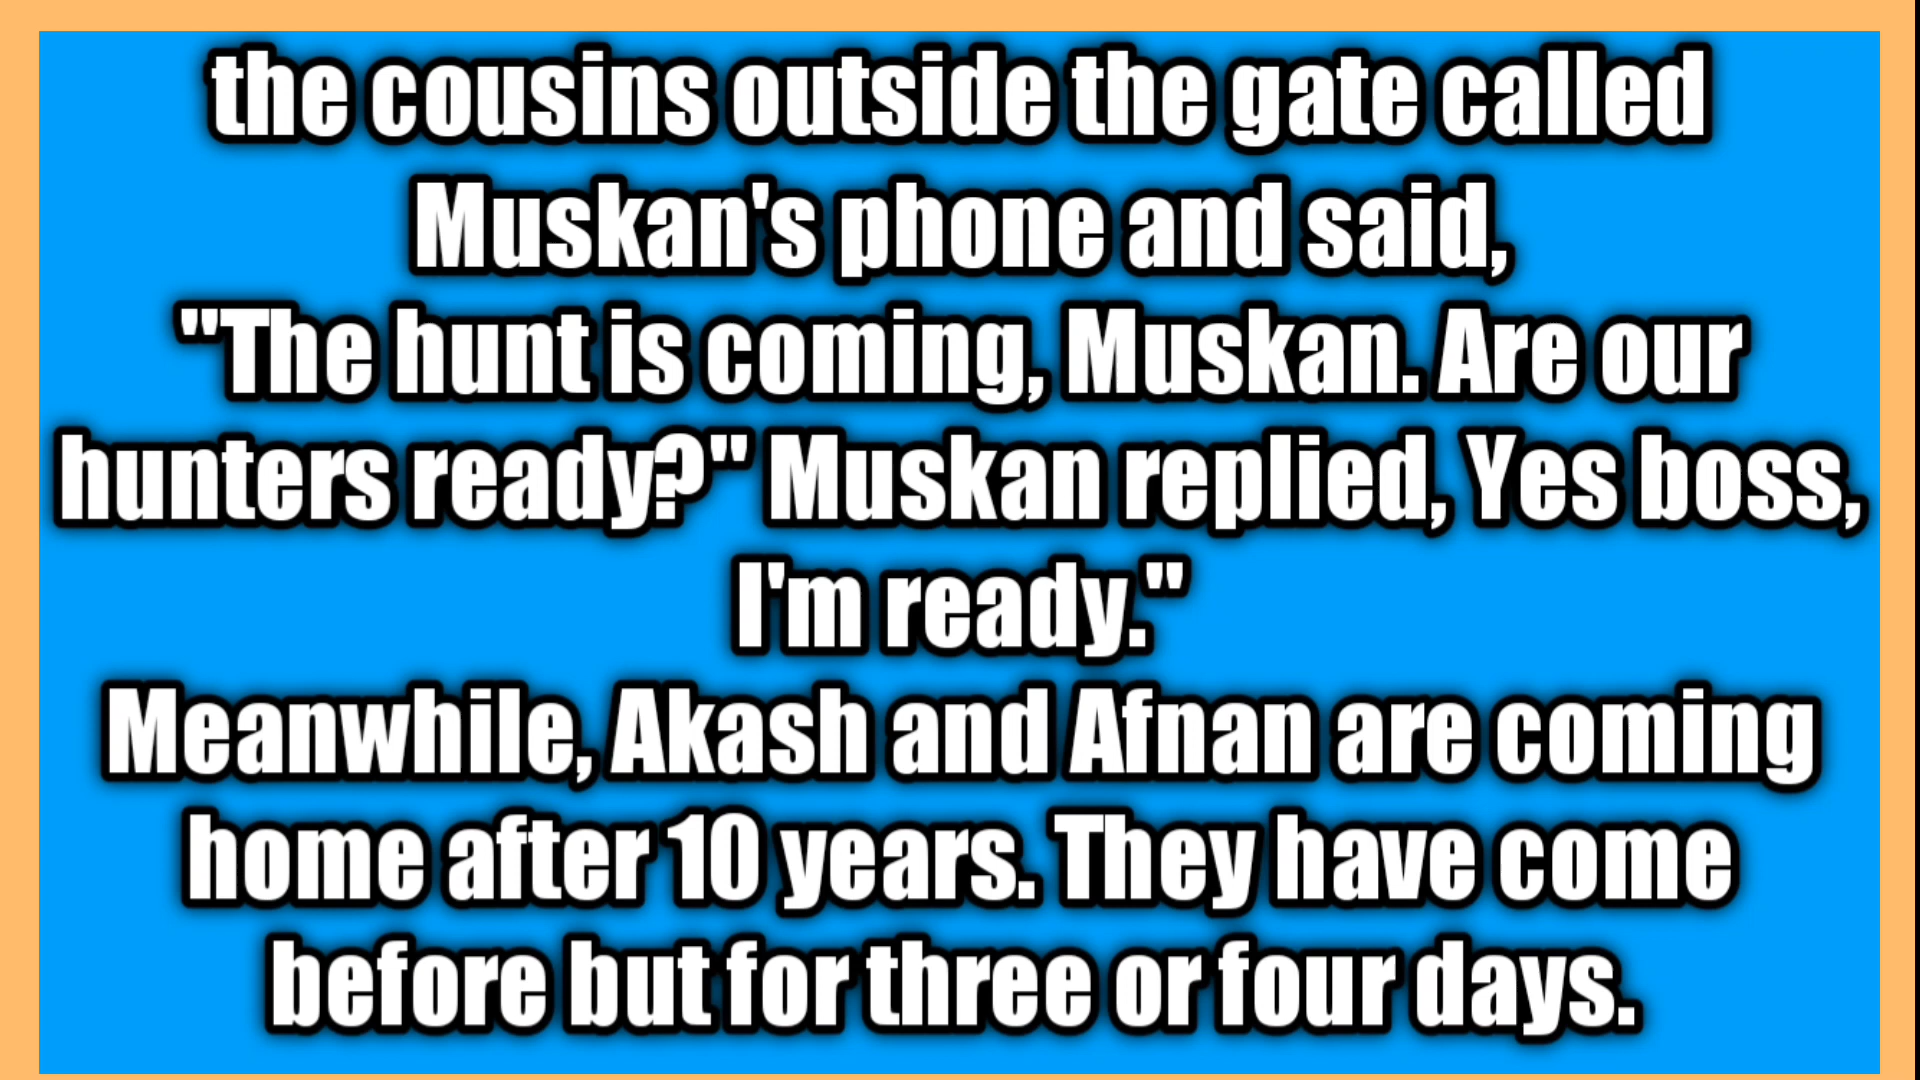 the cousins outside the gate called
Muskan's phone and said,
"The hunt is coming, Muskan. Are our
hunters ready?" Muskan replied, Yes boss,
I'm ready."
Meanwhile, Akash and Afnan are coming
home after 10 years. They have come
before but for three or four days.